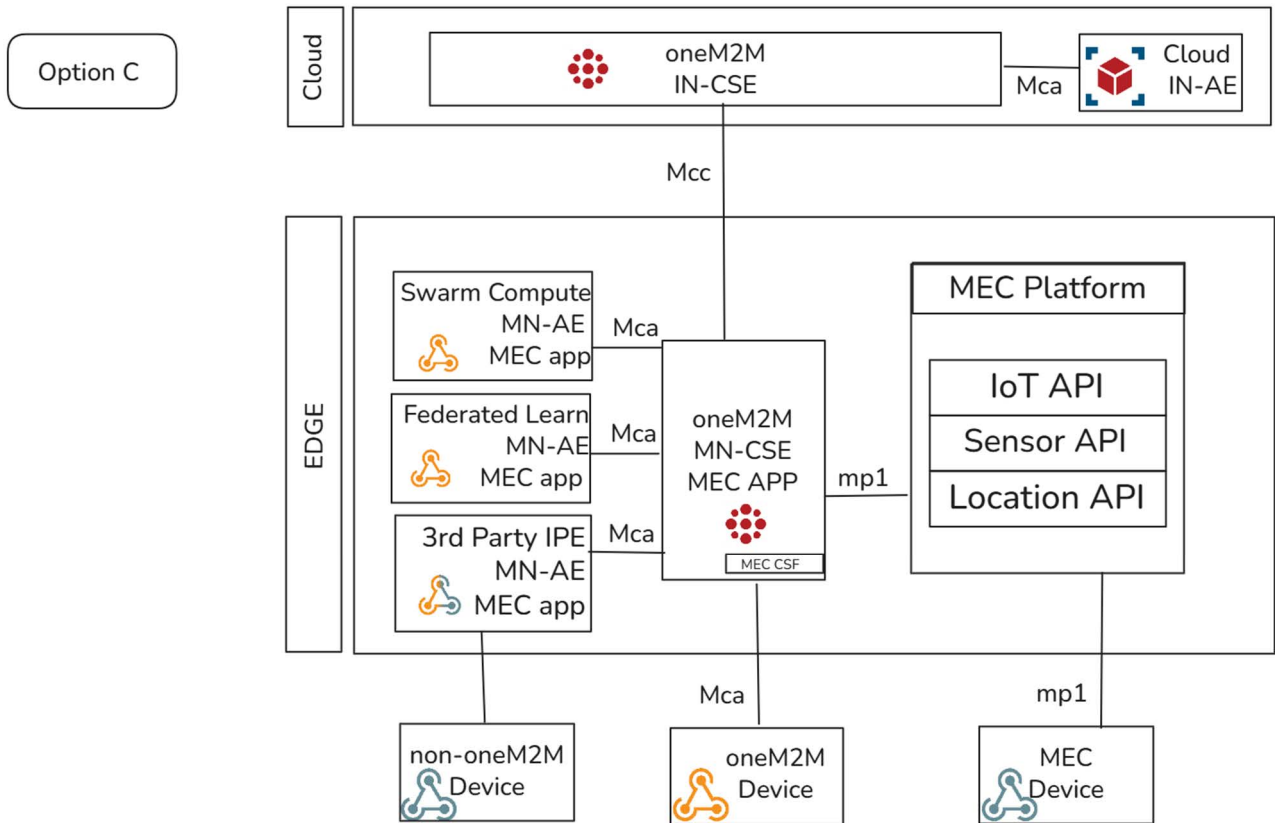 Option C
Cloud
oneM2M
IN-CSE
Mca
Cloud
IN-AE
Mcc
EDGE
Swarm Compute
MN-AE
MEC app
Mca
Federated Learn
MN-AE
MEC app
Mca
3rd Party IPE
MN-AE
MEC app
Mca
oneM2M
MN-CSE
MEC APP
MEC CSF
mp1
MEC Platform
IoT API
Sensor API
Location API
Mca
mp1
non-oneM2M
Device
oneM2M
Device
MEC
Device